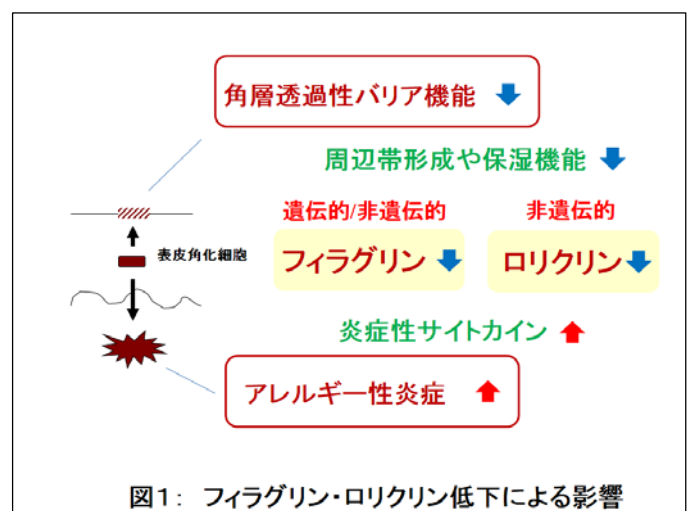 角層透過性バリア機能
周辺帯形成や保湿機能
遺伝的/非遺伝的
非遺伝的
表皮角化細胞
フィラグリン
ロリクリン
炎症性サイトカイン
アレルギー性炎症
図1： フィラグリン・ロリクリン低下による影響